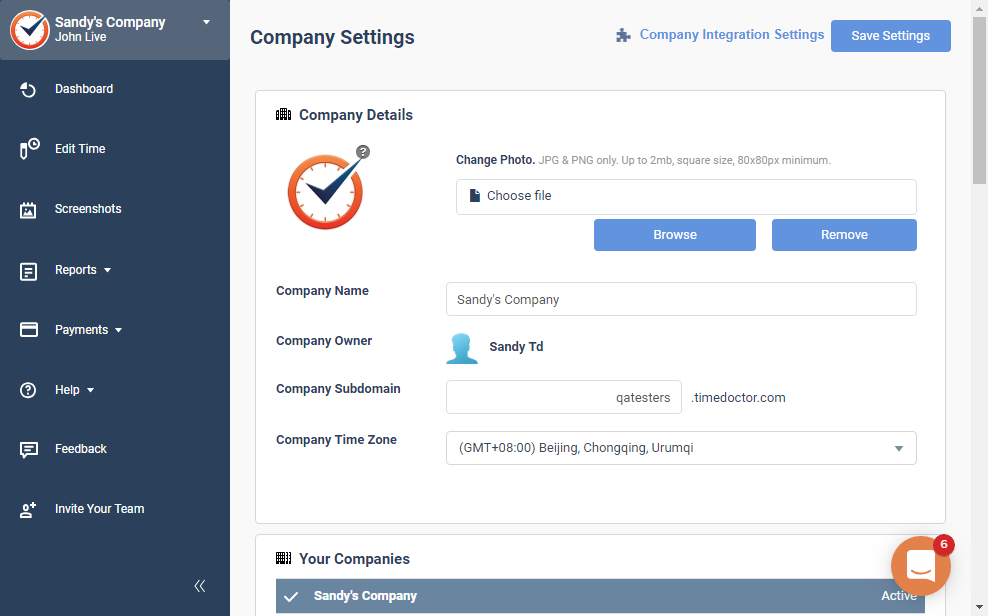 Sandy's Company
John Live
Dashboard
Edit Time
Screenshots
Reports
Payments
Help
Feedback
Invite Your Team
Company Settings
Company Integration Settings
Save Settings
Company Details
?
Change Photo. JPG & PNG only. Up to 2mb, square size, 80x80px minimum.
Choose file
Browse
Remove
Company Name
Sandy's Company
Company Owner
Sandy Td
Company Subdomain
qatesters .timedoctor.com
Company Time Zone
(GMT+08:00) Beijing, Chongqing, Urumqi
Your Companies
6
Sandy's Company
Active